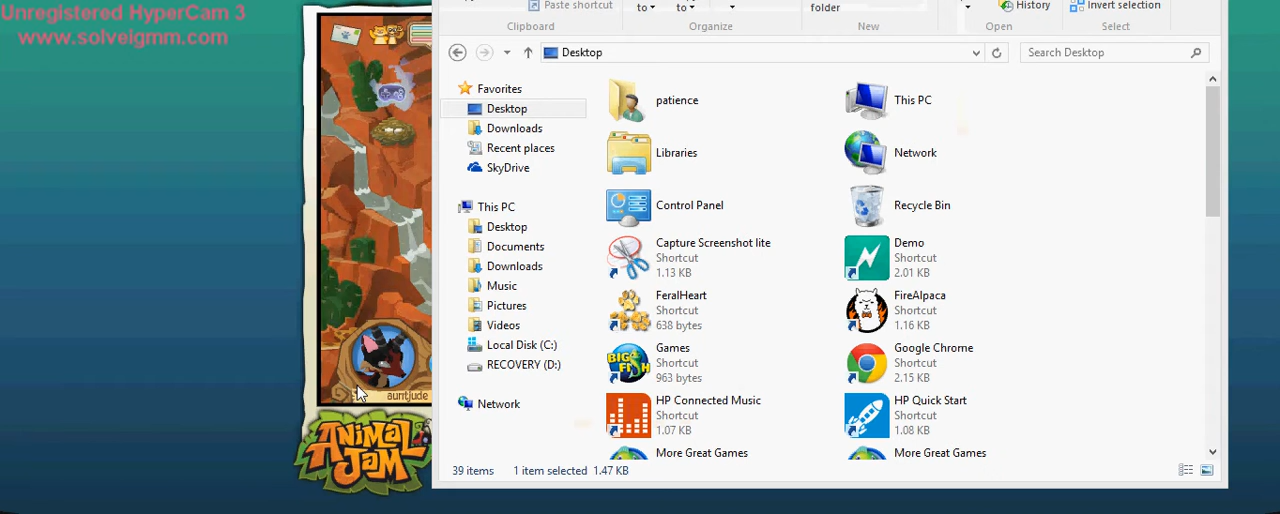 Unregistered HyperCam 3
www.solveigmm.com
Paste shortcut
to
to
folder
History
Invert selection
Clipboard
Organize
New
Open
Select
Desktop
Search Desktop
Favorites
Desktop
Downloads
Recent places
SkyDrive
This PC
Desktop
Documents
Downloads
Music
Pictures
Videos
Local Disk (C:)
RECOVERY (D:)
Network
patience
This PC
Libraries
Network
Control Panel
Recycle Bin
Capture Screenshot lite
Shortcut
1.13 KB
Demo
Shortcut
2.01 KB
FeralHeart
Shortcut
638 bytes
FireAlpaca
Shortcut
1.16 KB
BIG FISH
Games
Shortcut
963 bytes
Google Chrome
Shortcut
2.15 KB
HP Connected Music
Shortcut
1.07 KB
HP Quick Start
Shortcut
1.08 KB
More Great Games
More Great Games
39 items
1 item selected 1.47 KB
auntjude
ANIMAL
JAM